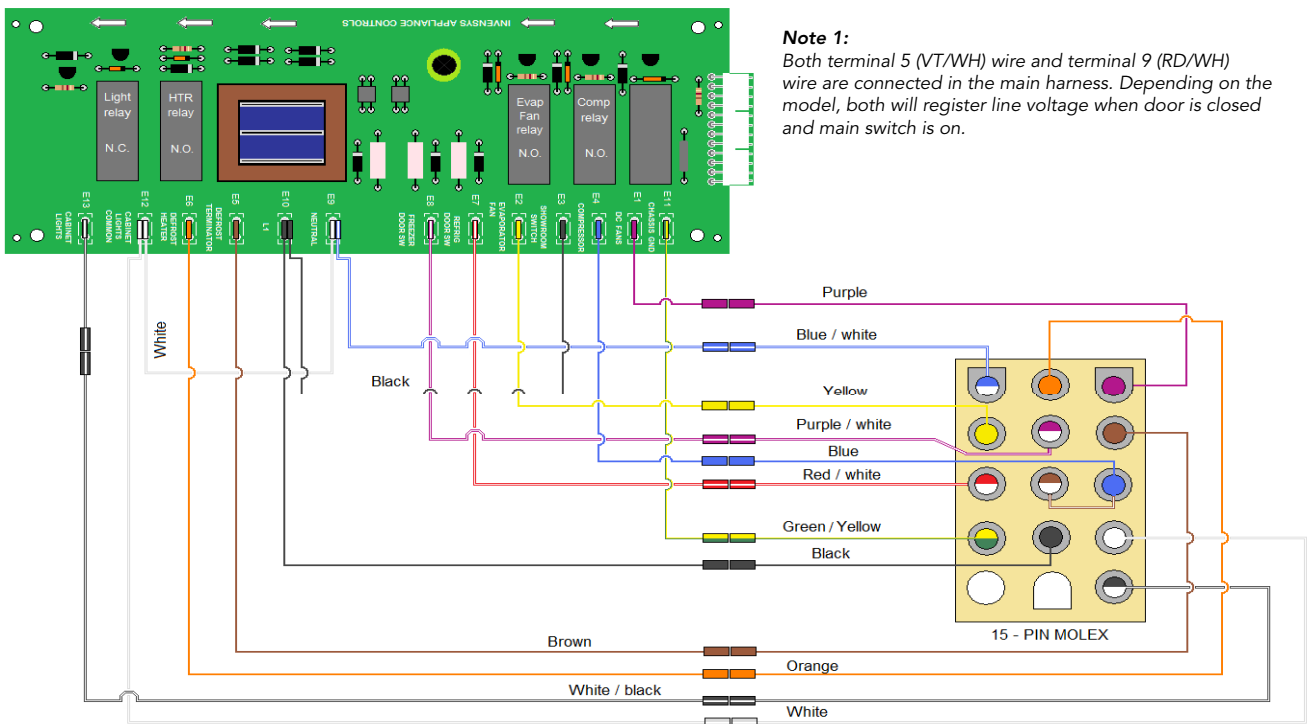 INVENSYS APPLIANCE CONTROLS
Note 1:
Both terminal 5 (VT/WH) wire and terminal 9 (RD/WH)
wire are connected in the main harness. Depending on the
model, both will register line voltage when door is closed
and main switch is on.
Light
relay
N.C.
HTR
relay
N.O.
Evap
Fan
relay
N.O.
Comp
relay
N.O.
E13
CABINET
LIGHTS
E12
CABINET
LIGHTS
COMMON
E6
DEFROST
HEATER
E5
DEFROST
TERMINATOR
E10
L1
E9
NEUTRAL
E8
FREEZER
DOOR SW
E7
REFRIG
DOOR SW
E2
EVAPORATOR
FAN
E3
SHOWROOM
SWITCH
E4
COMPRESSOR
E1
DC FANS
E11
CHASSIS GND
Purple
White
Blue / white
Black
Yellow
Purple / white
Blue
Red / white
Green / Yellow
Black
15 - PIN MOLEX
Brown
Orange
White / black
White